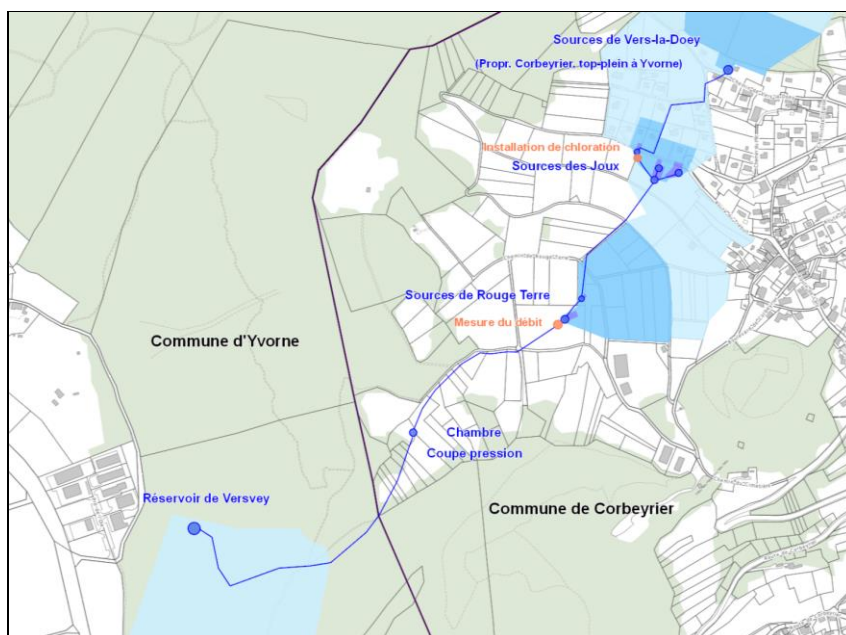 Sources de Vers-la-Doey
(Propr. Corbeyrier, top-plein à Yvorne)
Installation de chloration
Sources des Joux
Sources de Rouge Terre
Mesure du débit
Commune d'Yvorne
Chambre
Coupe pression
Réservoir de Versvey
Commune de Corbeyrier